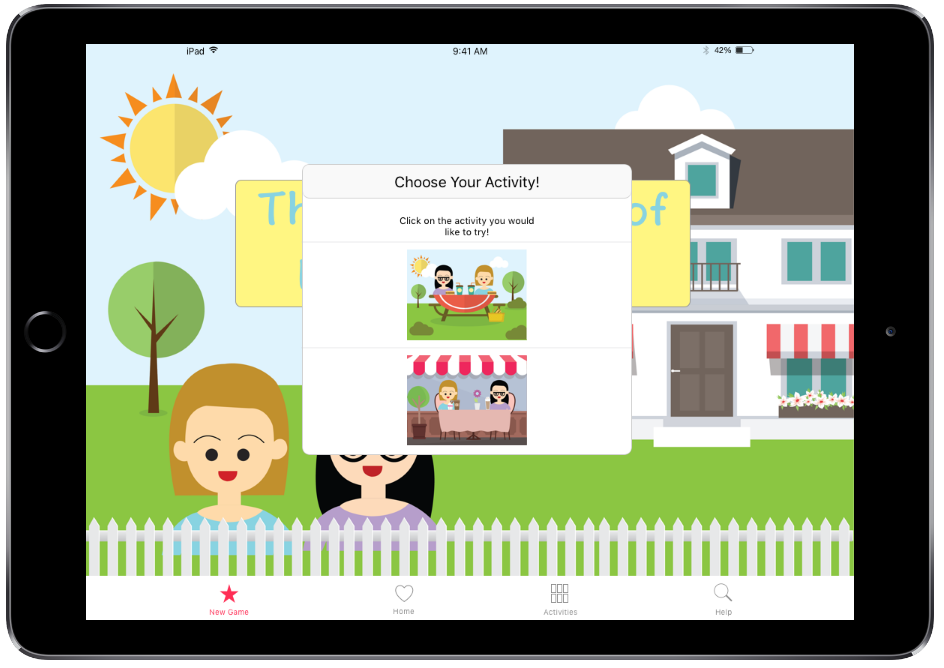 iPad
9:41 AM
42%
Choose Your Activity!
Th
of
Click on the activity you would
like to try!
New Game
Home
Activities
Help